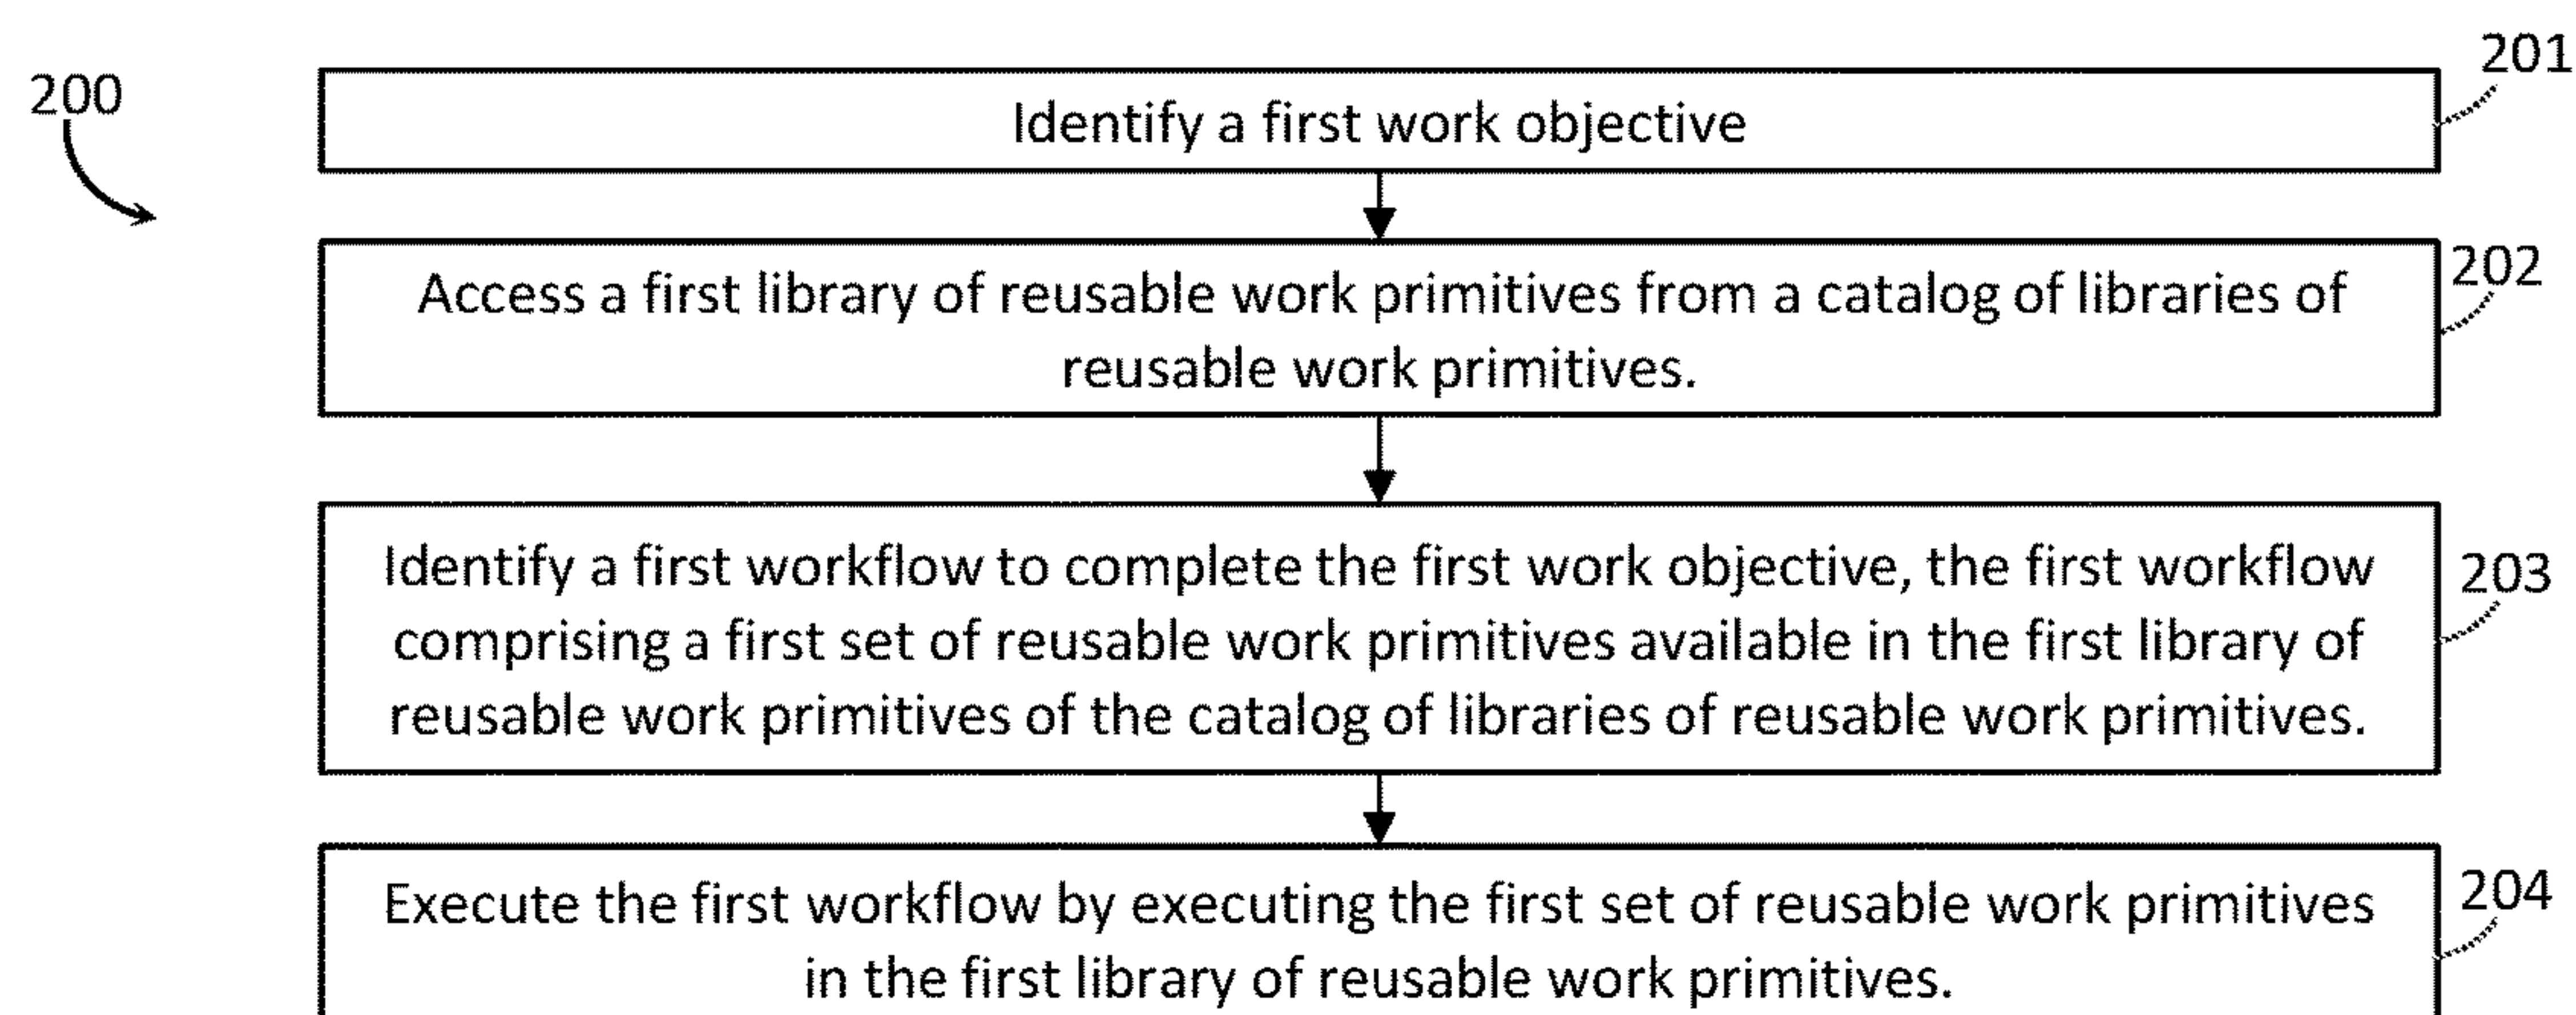 200
201
Identify a first work objective
202
Access a first library of reusable work primitives from a catalog of libraries of
reusable work primitives.
203
Identify a first workflow to complete the first work objective, the first workflow
comprising a first set of reusable work primitives available in the first library of
reusable work primitives of the catalog of libraries of reusable work primitives.
204
Execute the first workflow by executing the first set of reusable work primitives
in the first library of reusable work primitives.